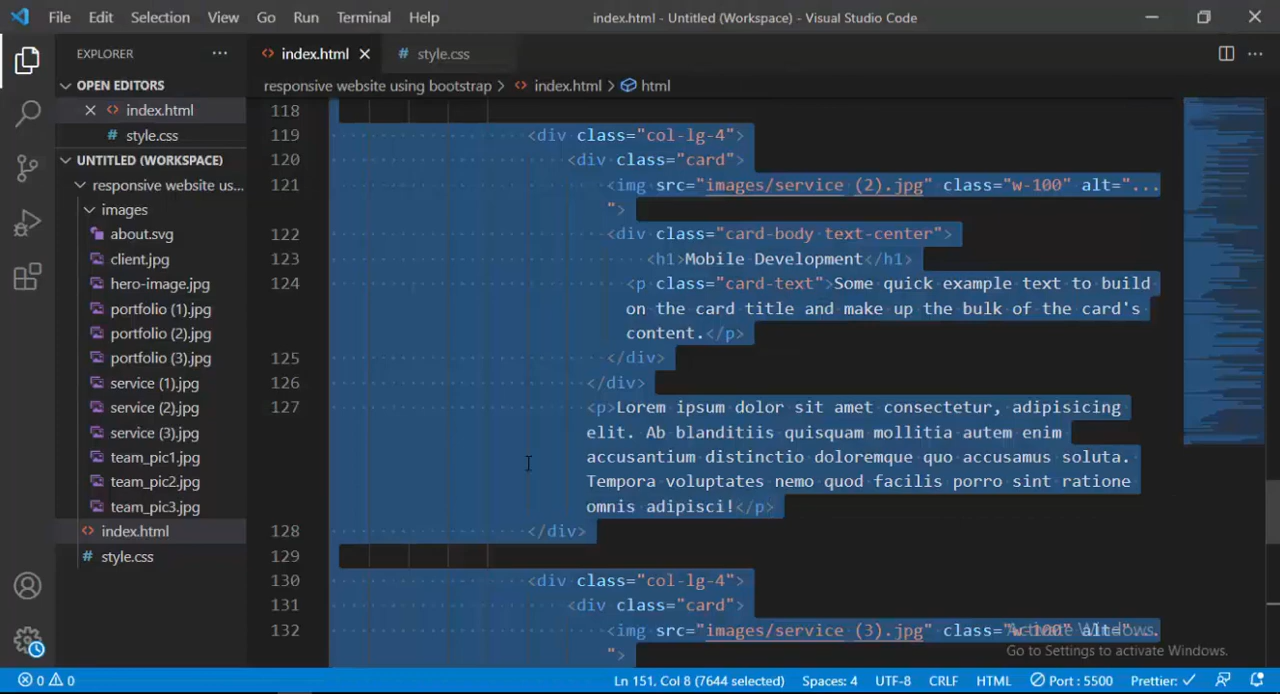 File Edit Selection View Go Run Terminal Help index.html - Untitled (Workspace) - Visual Studio Code
EXPLORER ... index.html style.css
OPEN EDITORS
index.html
style.css
UNTITLED (WORKSPACE)
responsive website us...
images
about.svg
client.jpg
hero-image.jpg
portfolio (1).jpg
portfolio (2).jpg
portfolio (3).jpg
service (1).jpg
service (2).jpg
service (3).jpg
team_pic1.jpg
team_pic2.jpg
team_pic3.jpg
index.html
style.css
responsive website using bootstrap > index.html > html
118
119 <div class="col-lg-4">
120 <div class="card">
121 <img src="images/service (2).jpg" class="w-100" alt="...
">
122 <div class="card-body text-center">
123 <h1>Mobile Development</h1>
124 <p class="card-text">Some quick example text to build
on the card title and make up the bulk of the card's
content.</p>
125 </div>
126 </div>
127 <p>Lorem ipsum dolor sit amet consectetur, adipisicing
elit. Ab blanditiis quisquam mollitia autem enim
accusantium distinctio doloremque quo accusamus soluta.
Tempora voluptates nemo quod facilis porro sint ratione
omnis adipisci!</p>
128 </div>
129
130 <div class="col-lg-4">
131 <div class="card">
132 <img src="images/service (3).jpg" class="w-100" alt="...
">
Activate Windows
Go to Settings to activate Windows.
0 0 Ln 151, Col 8 (7644 selected) Spaces: 4 UTF-8 CRLF HTML Port : 5500 Prettier: ✓